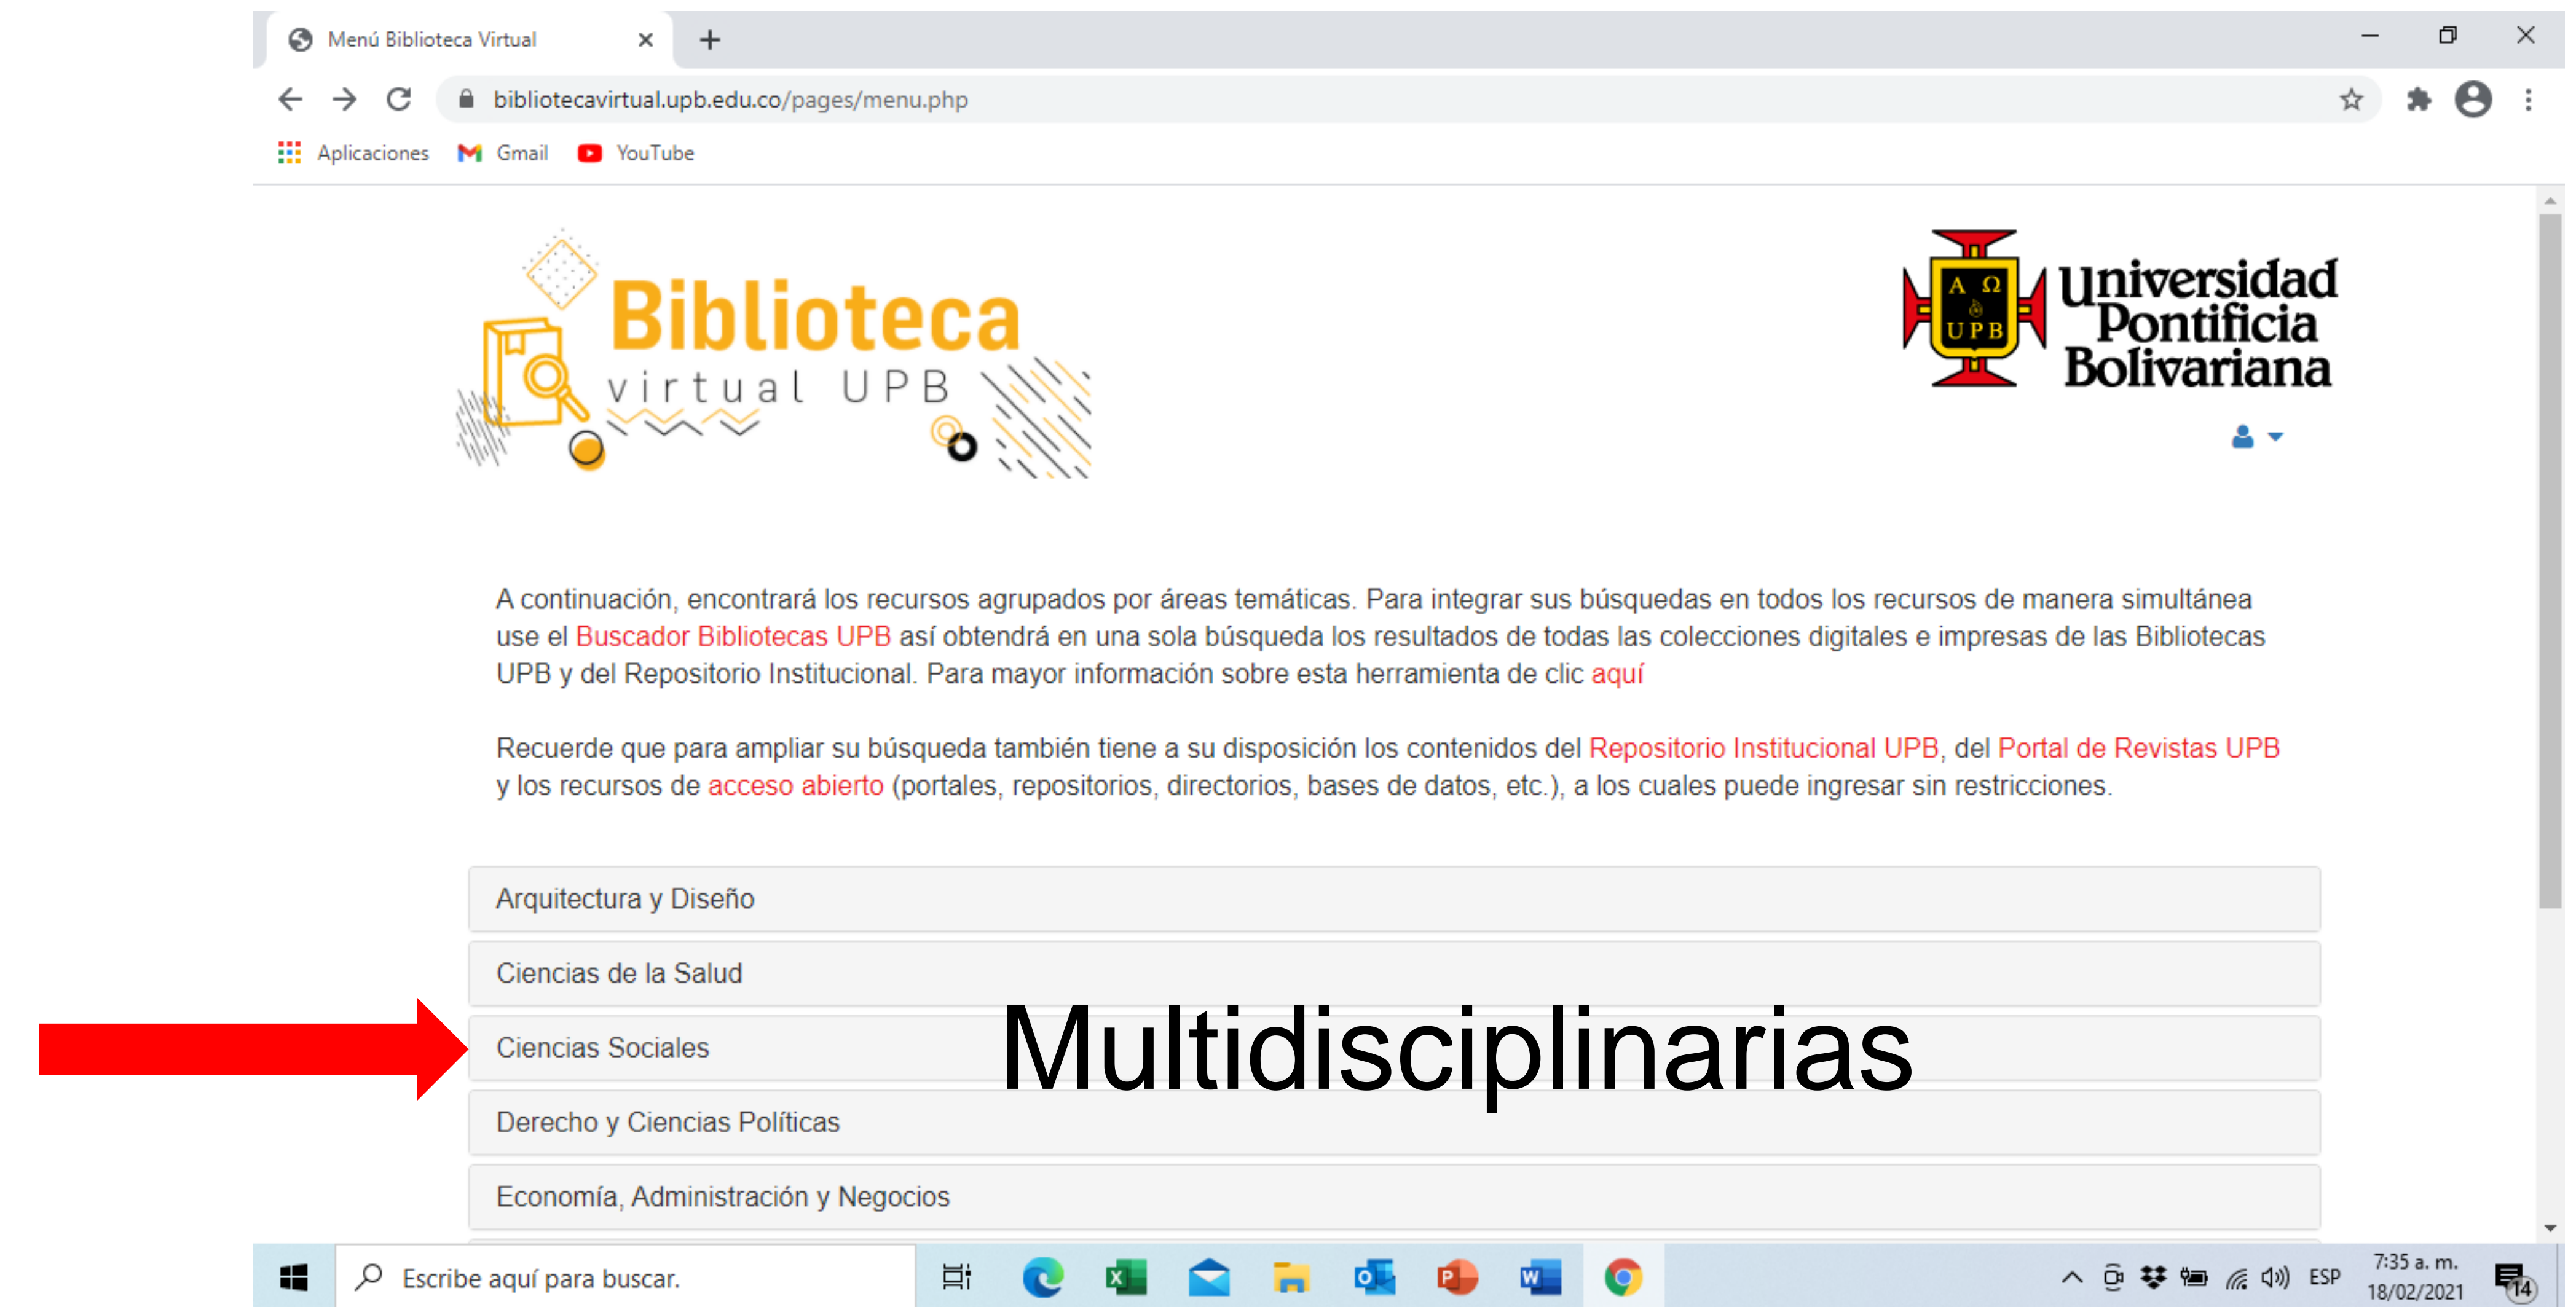 Menú Biblioteca Virtual
bibliotecavirtual.upb.edu.co/pages/menu.php
Aplicaciones Gmail YouTube
Biblioteca
virtual UPB
Α Ω
UPB
Universidad
Pontificia
Bolivariana
A continuación, encontrará los recursos agrupados por áreas temáticas. Para integrar sus búsquedas en todos los recursos de manera simultánea
use el Buscador Bibliotecas UPB así obtendrá en una sola búsqueda los resultados de todas las colecciones digitales e impresas de las Bibliotecas
UPB y del Repositorio Institucional. Para mayor información sobre esta herramienta de clic aquí
Recuerde que para ampliar su búsqueda también tiene a su disposición los contenidos del Repositorio Institucional UPB, del Portal de Revistas UPB
y los recursos de acceso abierto (portales, repositorios, directorios, bases de datos, etc.), a los cuales puede ingresar sin restricciones.
Arquitectura y Diseño
Ciencias de la Salud
Ciencias Sociales
Multidisciplinarias
Derecho y Ciencias Políticas
Economía, Administración y Negocios
Escribe aquí para buscar.
ESP
7:35 a. m.
18/02/2021
14